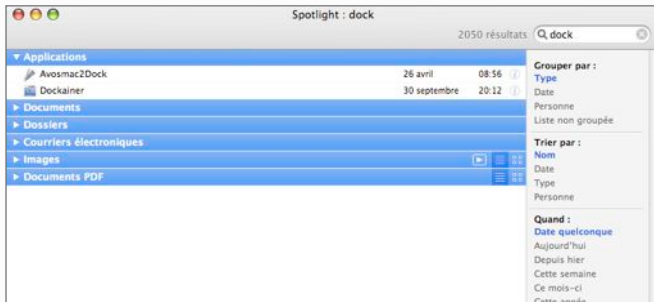 Spotlight : dock
2050 résultats dock
Applications
Avosmac2Dock 26 avril 08:56
Dockainer 30 septembre 20:12
Documents
Dossiers
Courriers électroniques
Images
Documents PDF
Grouper par :
Type
Date
Personne
Liste non groupée
Trier par :
Nom
Date
Type
Personne
Quand :
Date quelconque
Aujourd'hui
Depuis hier
Cette semaine
Ce mois-ci
Cette année